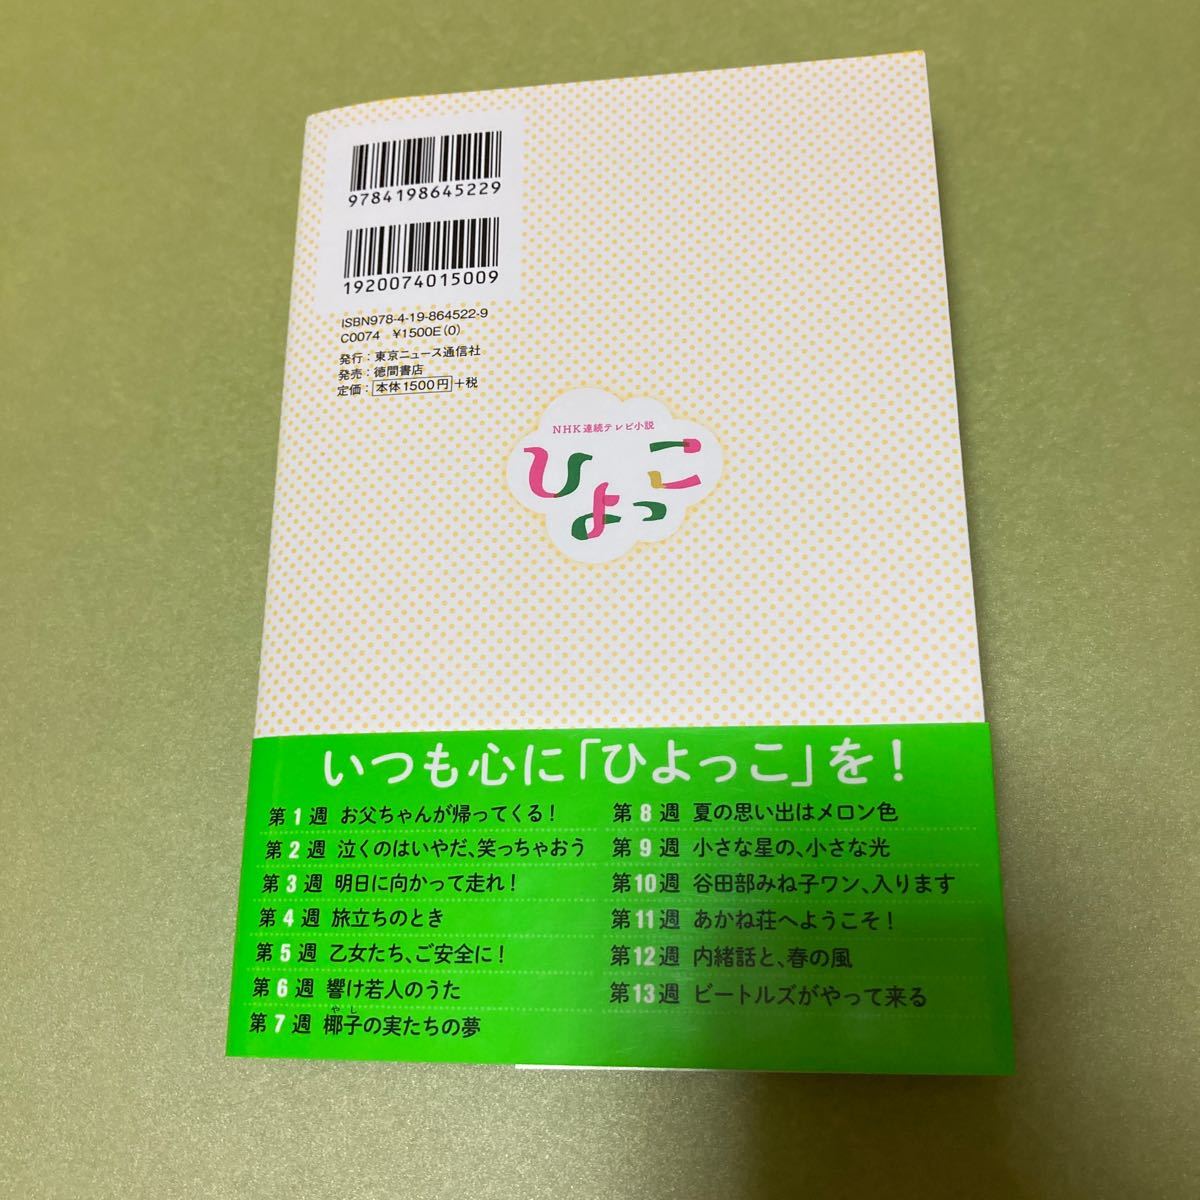 9784198645229
1920074015009
ISBN978-4-19-864522-9
C0074 ¥1500E(0)
発行：東京ニュース通信社
発売：徳間書店
定価：本体1500円+税
NHK連続テレビ小説
ひよっこ
いつも心に「ひよっこ」を！
第1週 お父ちゃんが帰ってくる！
第2週 泣くのはいやだ、笑っちゃおう
第3週 明日に向かって走れ！
第4週 旅立ちのとき
第5週 乙女たち、ご安全に！
第6週 響け若人のうた
やし
第7週 椰子の実たちの夢
第8週 夏の思い出はメロン色
第9週 小さな星の、小さな光
第10週 谷田部みね子ワン、入ります
第11週 あかね荘へようこそ！
第12週 内緒話と、春の風
第13週 ビートルズがやって来る